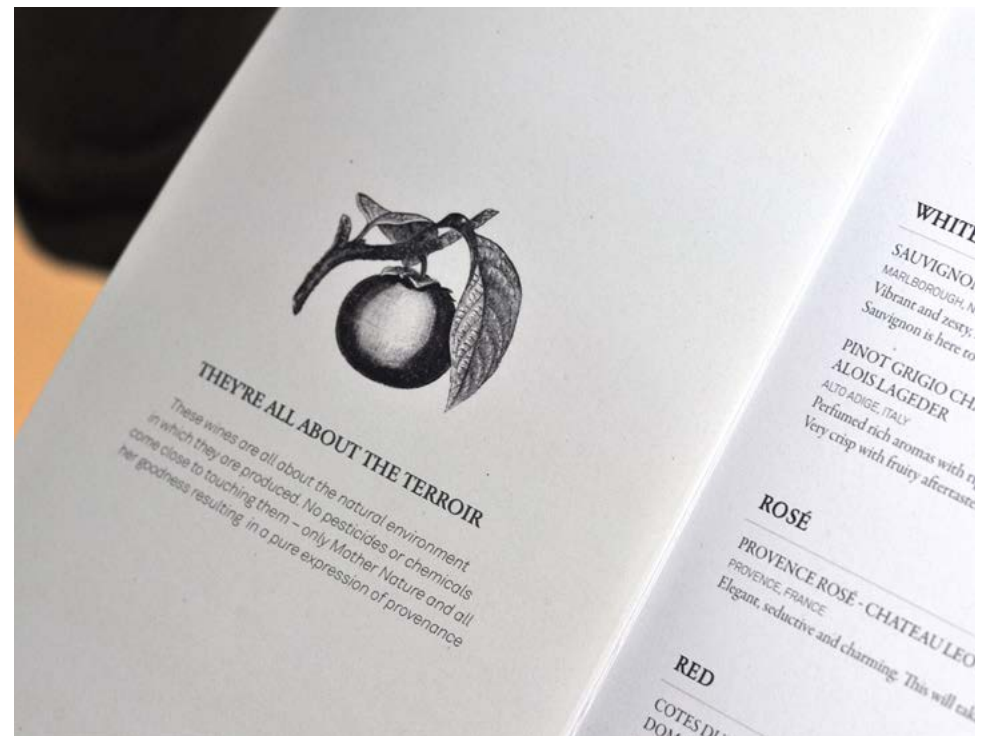 THEY'RE ALL ABOUT THE TERROIR
These wines are all about the natural environment
in which they are produced. No pesticides or chemicals
come close to touching them – only Mother Nature and all
her goodness resulting in a pure expression of provenance
WHITE
SAUVIGNON
MARLBOROUGH,
Vibrant and zesty,
Sauvignon is here to
PINOT GRIGIO
ALOIS LAGEDER
ALTO ADIGE, ITALY
Perfumed rich aromas with
Very crisp with fruity aftertaste
ROSÉ
PROVENCE ROSÉ - CHATEAU
PROVENCE, FRANCE
Elegant, seductive and charming. This will
RED
COTES